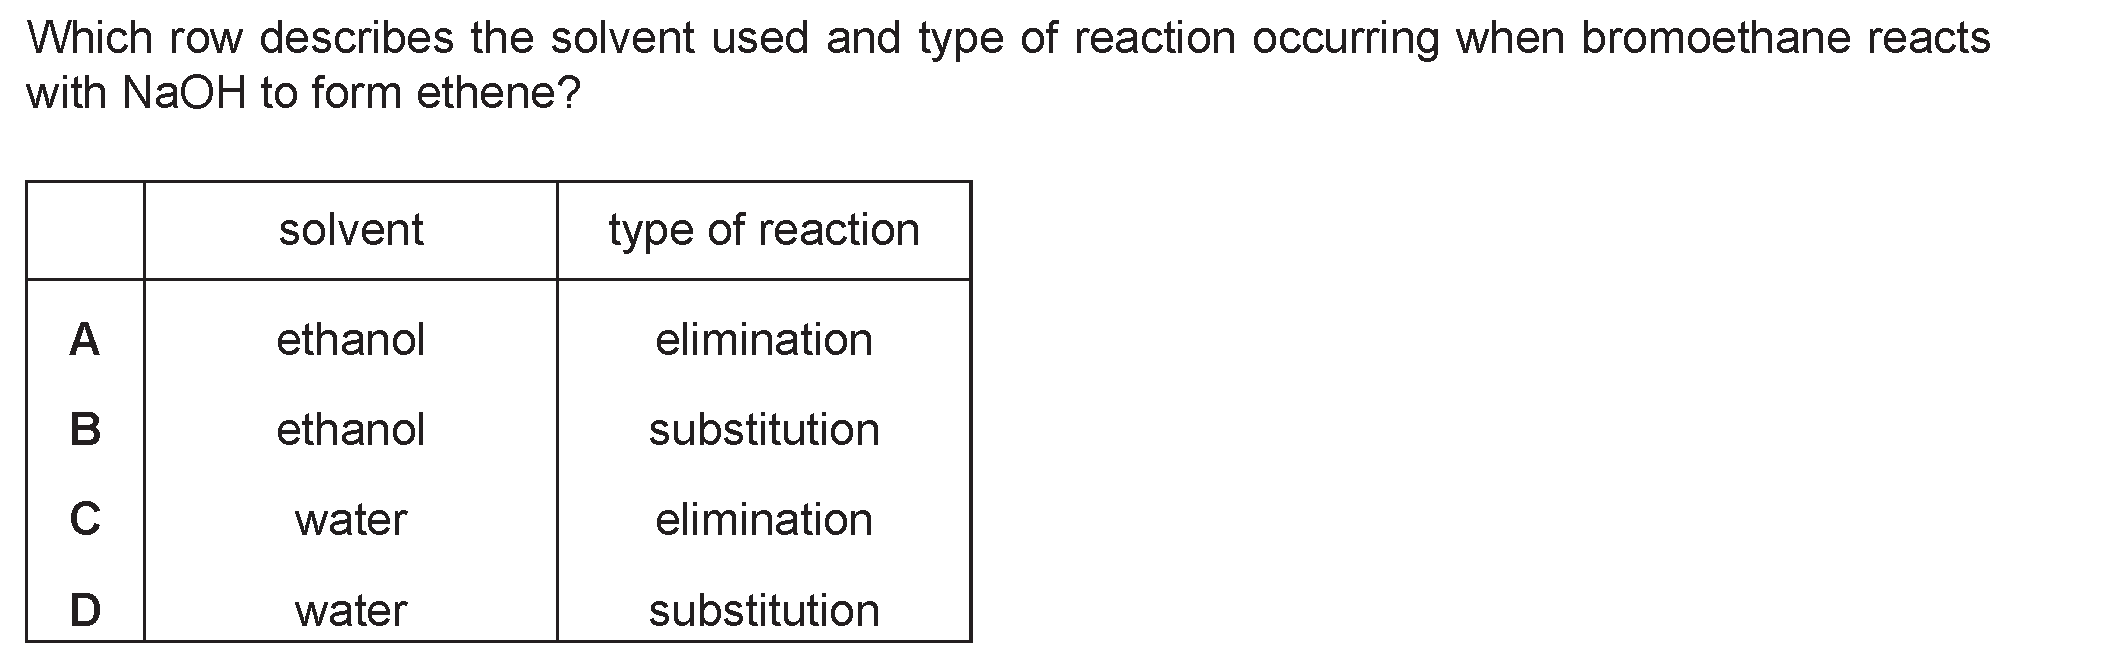 Which row describes the solvent used and type of reaction occurring when bromoethane reacts
with NaOH to form ethene?
solvent type of reaction
A ethanol elimination
B ethanol substitution
C water elimination
D water substitution